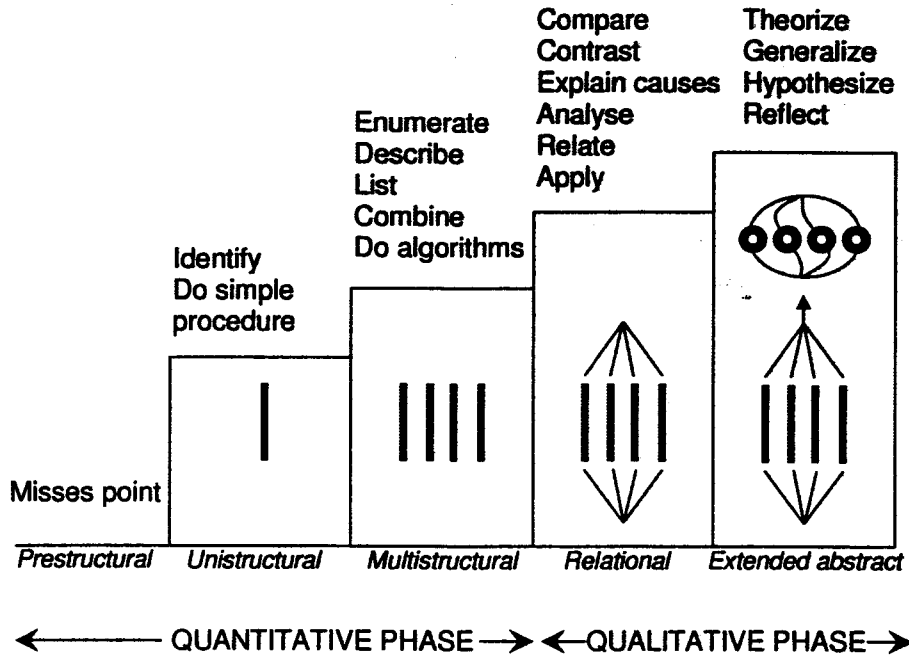 Misses point
Identify
Do simple
procedure
Enumerate
Describe
List
Combine
Do algorithms
Compare
Contrast
Explain causes
Analyse
Relate
Apply
Theorize
Generalize
Hypothesize
Reflect
Prestructural
Unistructural
Multistructural
Relational
Extended abstract
QUANTITATIVE PHASE
QUALITATIVE PHASE